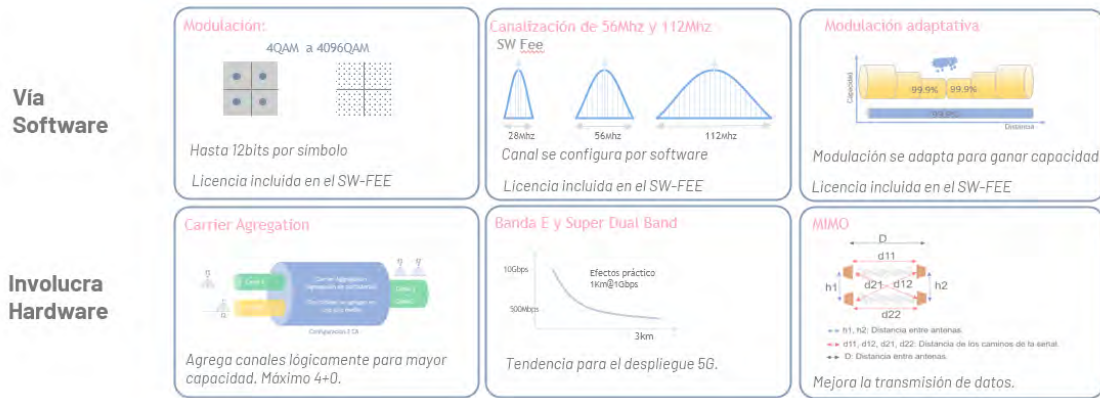 Vía
Software
Modulacion:
4QAM a 4096QAM
Hasta 12bits por símbolo
Licencia incluida en el SW-FEE
Canalización de 56Mhz y 112Mhz
SW Fee
28Mhz
56Mhz
112Mhz
Canal se configura por software
Licencia incluida en el SW-FEE
Modulación adaptativa
Capacidad
99.9%
99.9%
99.9%
Distancia
Modulación se adapta para ganar capacidad
Licencia incluida en el SW-FEE
Involucra
Hardware
Carrier Agregation
Agrega canales lógicamente para mayor
capacidad. Máximo 4+0.
Banda E y Super Dual Band
10Gbps
500Mbps
Efectos práctico
1Km@1Gbps
3km
Tendencia para el despliegue 5G.
MIMO
D
d11
h1
d21
d12
h2
d22
h1, h2: Distancia entre antenas.
d11, d12, d21, d22: Distancia de los caminos de la señal.
D: Distancia entre antenas.
Mejora la transmisión de datos.